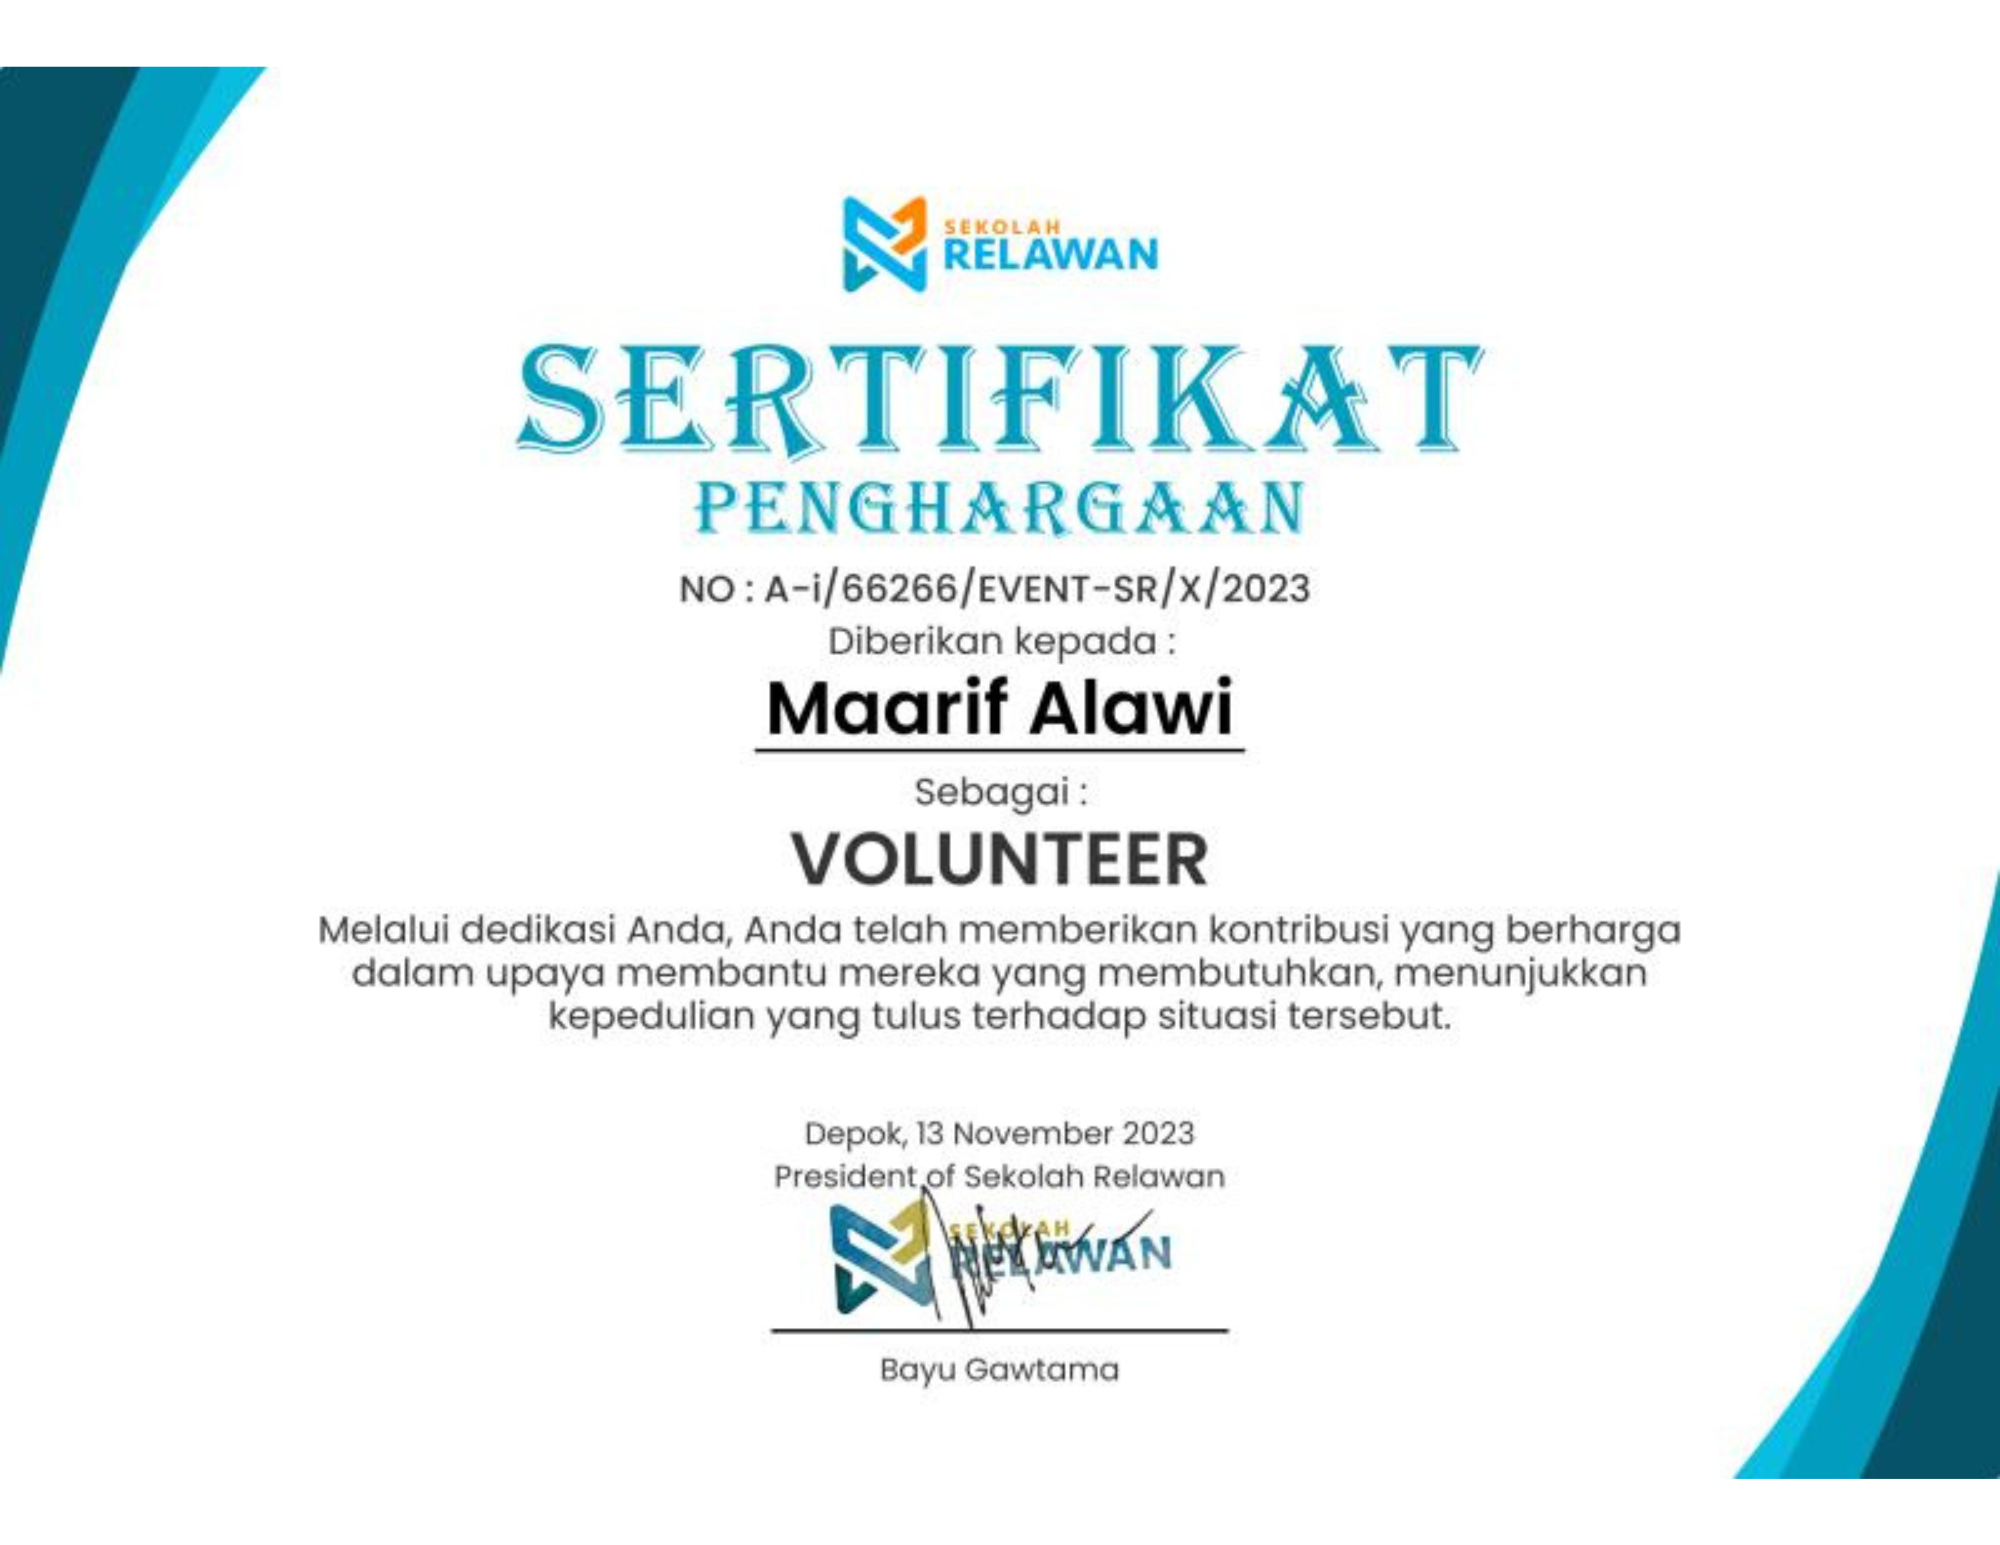 SEKOLAH
RELAWAN
SERTIFIKAT
PENGHARGAAN
NO : A-i/66266/EVENT-SR/X/2023
Diberikan kepada :
Maarif Alawi
Sebagai :
VOLUNTEER
Melalui dedikasi Anda, Anda telah memberikan kontribusi yang berharga
dalam upaya membantu mereka yang membutuhkan, menunjukkan
kepedulian yang tulus terhadap situasi tersebut.
Depok, 13 November 2023
President of Sekolah Relawan
SEKOLAH
RELAWAN
Bayu Gawtama